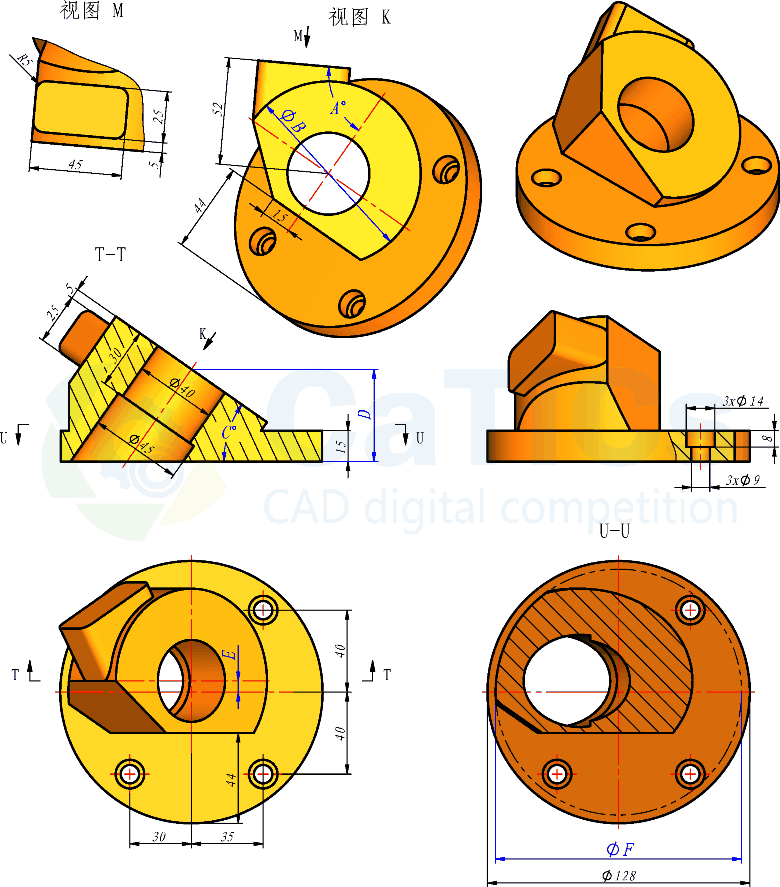 视图 M
视图 K
M
R5
25
45
5
52
A°
ΦB
44
15
T-T
5
25
30
K
Φ40
Φ45
C°
D
15
U
U
3xΦ14
8
3xΦ9
CaTICs
CAD digital competition
U-U
T
T
E
40
40
44
30
35
ΦF
Φ128